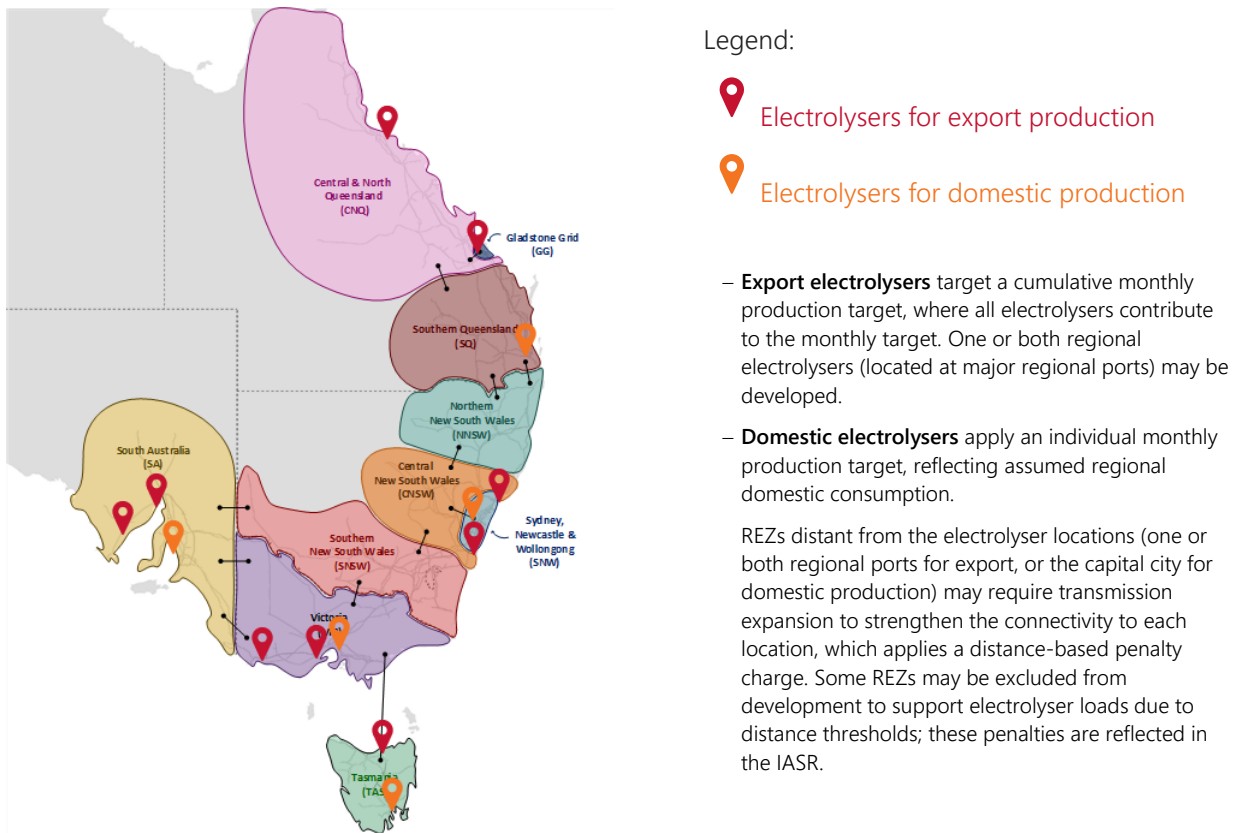 Central & North
Queensland
(CNQ)
Gladstone Grid
(GG)
Southern Queensland
(SQ)
Northern
New South Wales
(NNSW)
South Australia
(SA)
Central
New South Wales
(CNSW)
Sydney,
Newcastle &
Wollongong
(SNW)
Southern
New South Wales
(SNSW)
Victoria
Tasmania
(TAS)
Legend:
Electrolysers for export production
Electrolysers for domestic production
– Export electrolysers target a cumulative monthly
production target, where all electrolysers contribute
to the monthly target. One or both regional
electrolysers (located at major regional ports) may be
developed.
– Domestic electrolysers apply an individual monthly
production target, reflecting assumed regional
domestic consumption.
REZs distant from the electrolyser locations (one or
both regional ports for export, or the capital city for
domestic production) may require transmission
expansion to strengthen the connectivity to each
location, which applies a distance-based penalty
charge. Some REZs may be excluded from
development to support electrolyser loads due to
distance thresholds; these penalties are reflected in
the IASR.